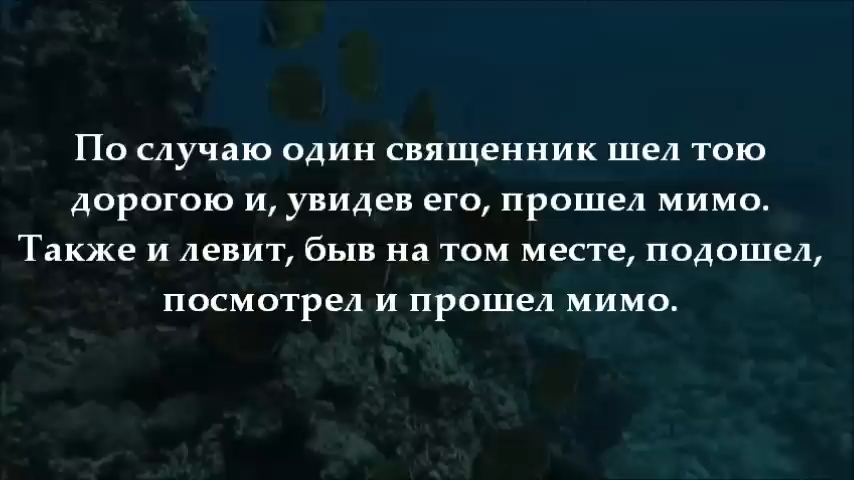 По случаю один священник шел тою
дорогою и, увидев его, прошел мимо.
Также и левит, быв на том месте, подошел,
посмотрел и прошел мимо.